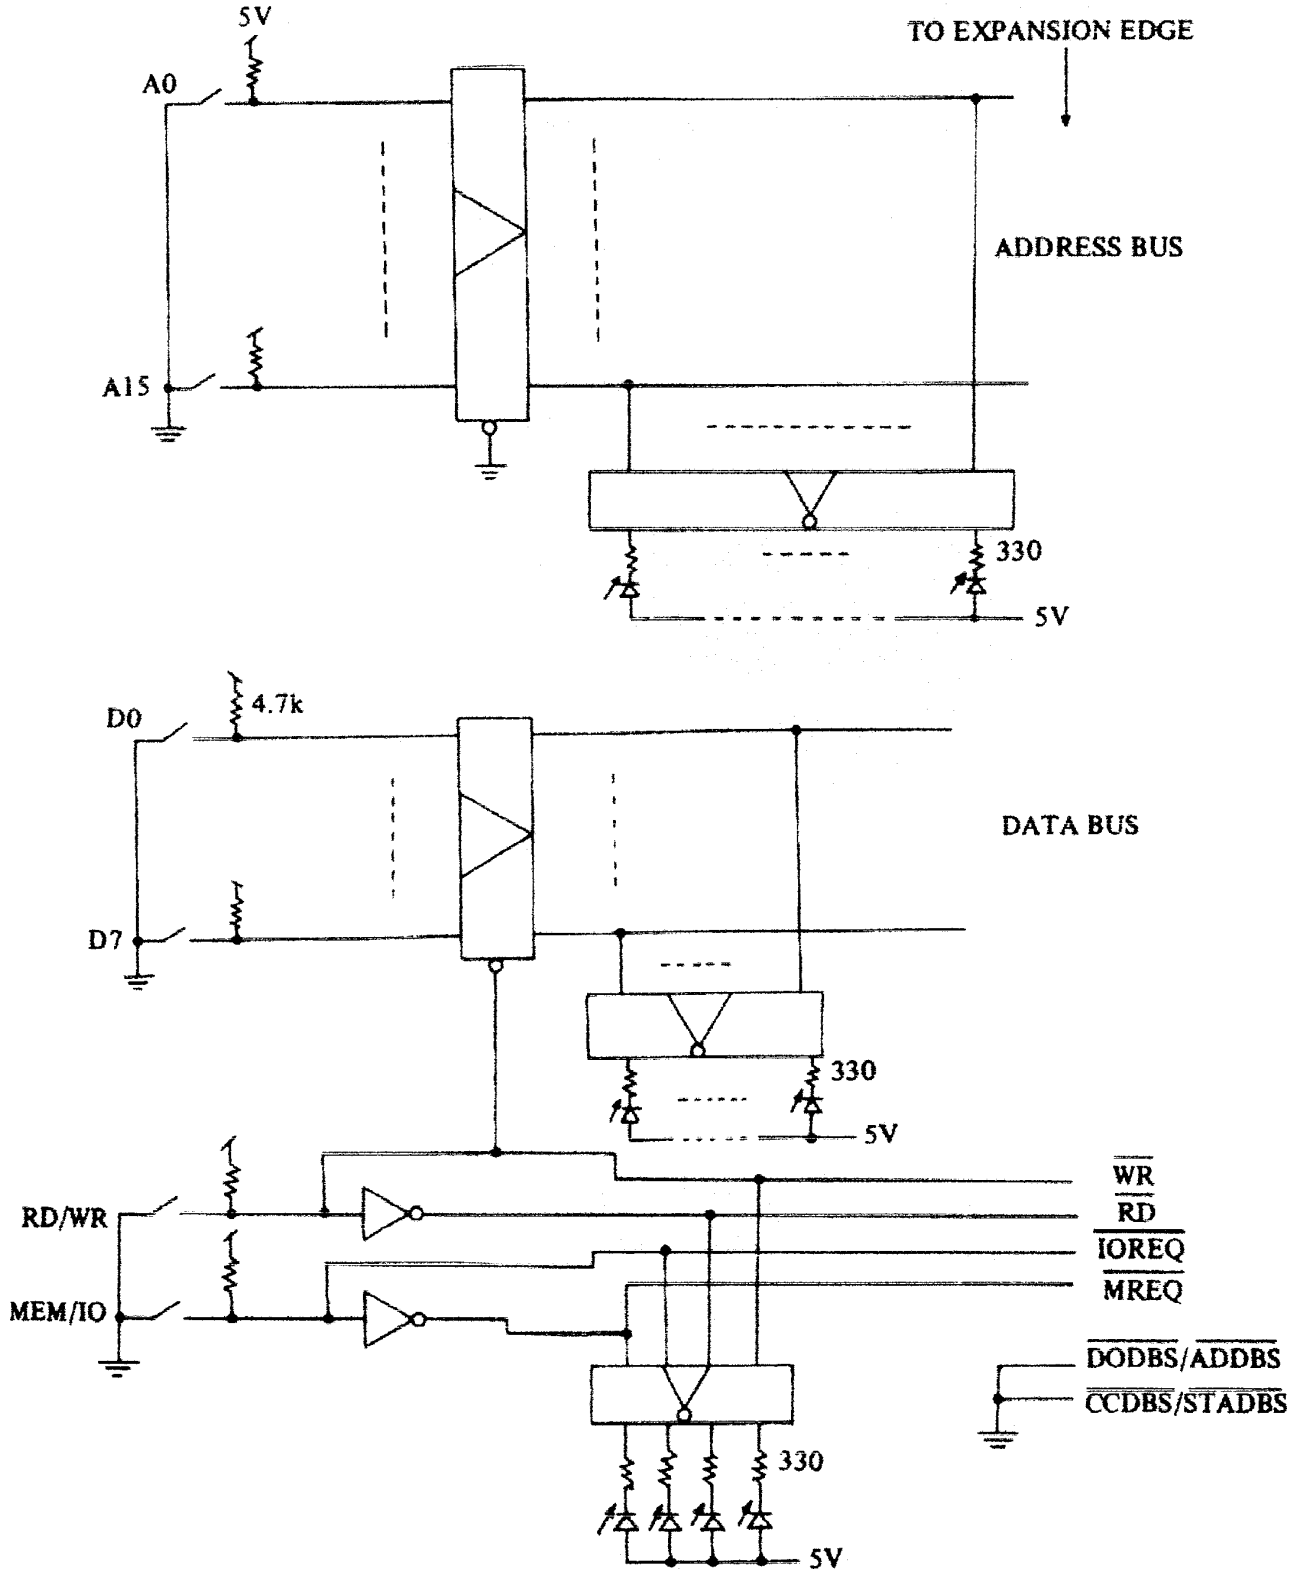 5V
TO EXPANSION EDGE
A0
ADDRESS BUS
A15
330
5V
D0
4.7k
DATA BUS
D7
330
5V
WR
RD/WR
RD
IOREQ
MREQ
MEM/IO
DODBS/ADDBS
CCDBS/STADBS
330
5V